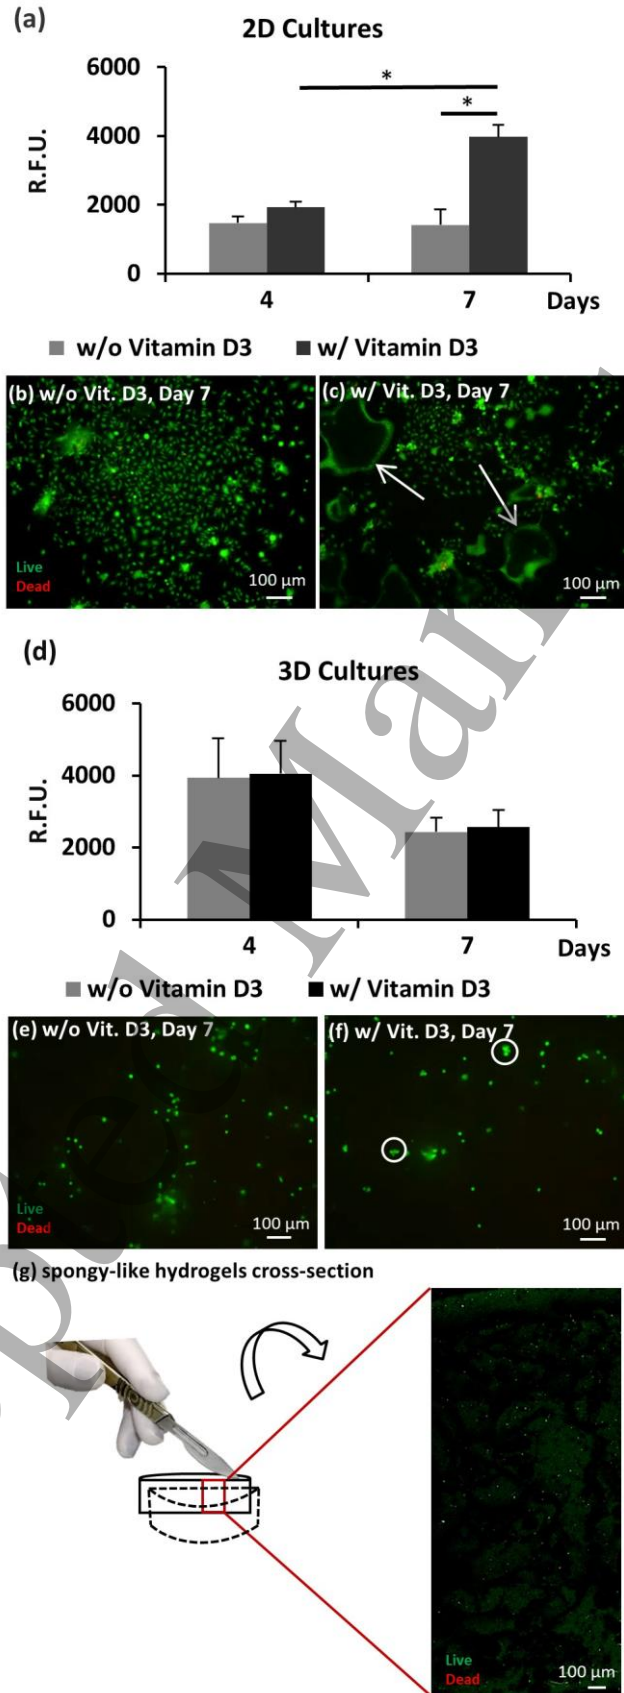 (a)
2D Cultures
6000
4000
2000
0
R.F.U.
*
*
4
7
Days
w/o Vitamin D3
w/ Vitamin D3
(b) w/o Vit. D3, Day 7
Live
Dead
100 µm
(c) w/ Vit. D3, Day 7
100 µm
(d)
3D Cultures
6000
4000
2000
0
R.F.U.
4
7
Days
w/o Vitamin D3
w/ Vitamin D3
(e) w/o Vit. D3, Day 7
Live
Dead
100 µm
(f) w/ Vit. D3, Day 7
100 µm
(g) spongy-like hydrogels cross-section
Live
Dead
100 µm